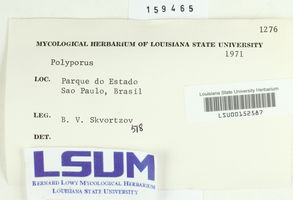 159465
1276
MYCOLOGICAL HERBARIUM OF LOUISIANA STATE UNIVERSITY
1971
Polyporus
LOC. Parque do Estado
Sao Paulo, Brasil
Louisiana State University Herbarium
LSU00152587
LEG. B. V. Skvortzov
578
DET.
LSUM
BERNARD LOWY MYCOLOGICAL HERBARIUM
LOUISIANA STATE UNIVERSITY